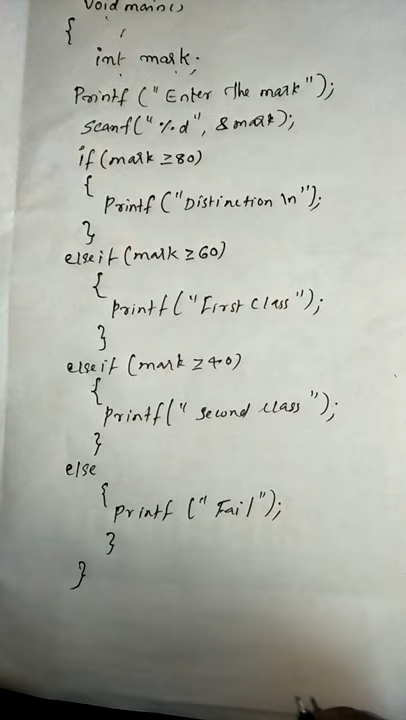 void main()
{
int mark;
Printf ("Enter the mark");
Scanf("%d", &mark);
if (mark ≥80)
{
Printf ("Distinction \n");
}
elseif (mark ≥60)
{
printf ("First Class");
}
elseif (mark ≥40)
{
printf(" second class ");
}
else
{
printf ("Fail");
}
}